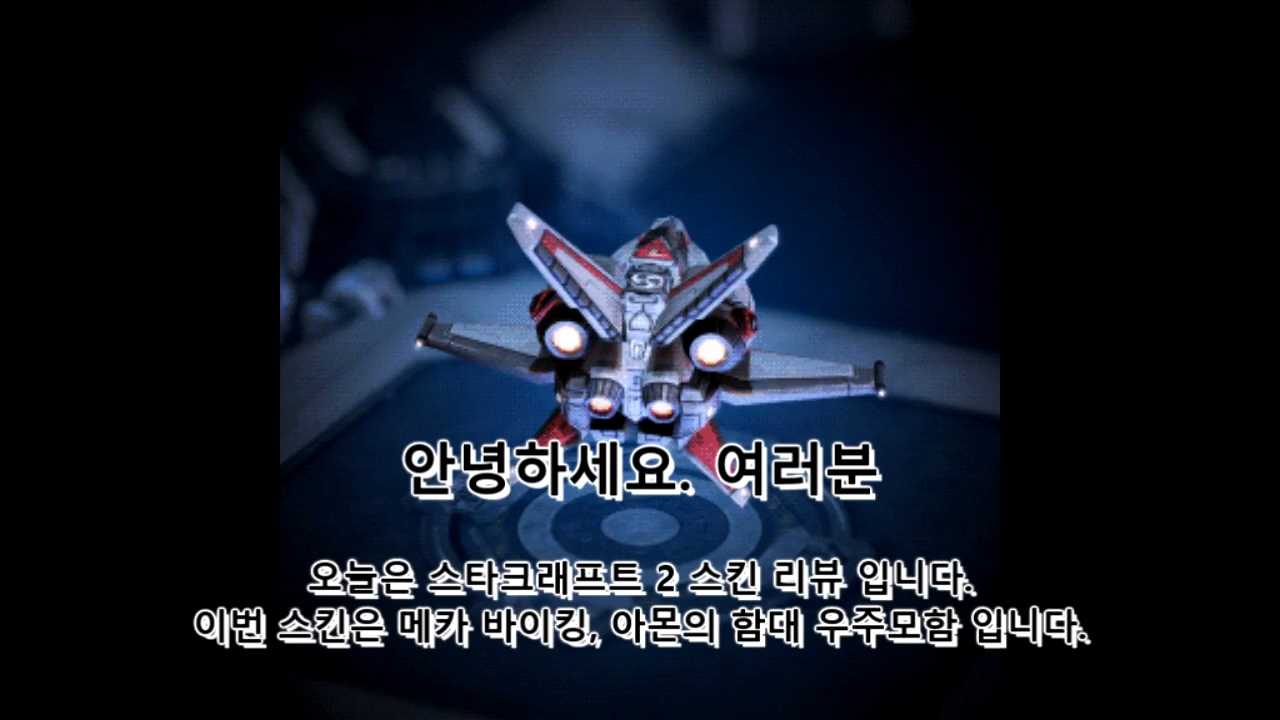 안녕하세요. 여러분
오늘은 스타크래프트 2 스킨 리뷰 입니다.
이번 스킨은 메카 바이킹, 아몬의 함대 우주모함 입니다.